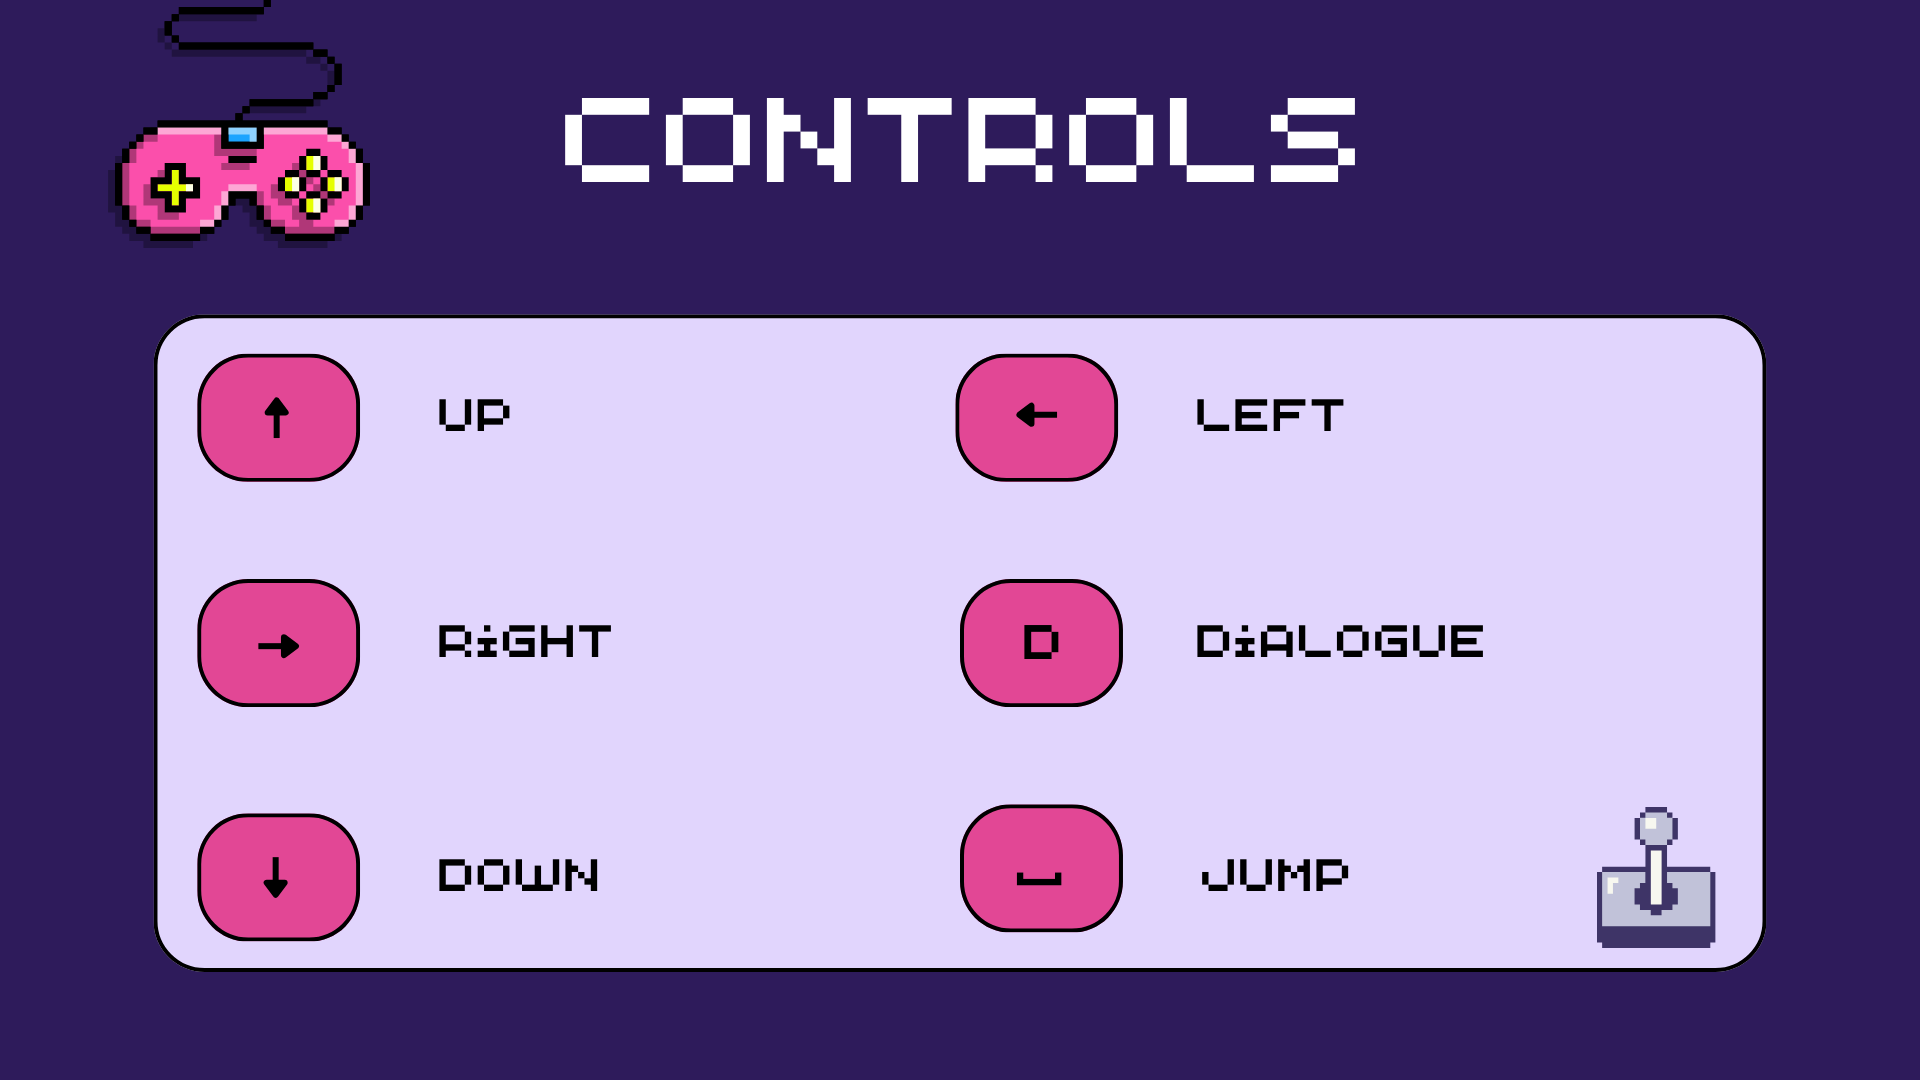 CONTROLS
↑ UP
← LEFT
→ RiGHT
D DiALOGUE
↓ DOWN
⎵ JUMP